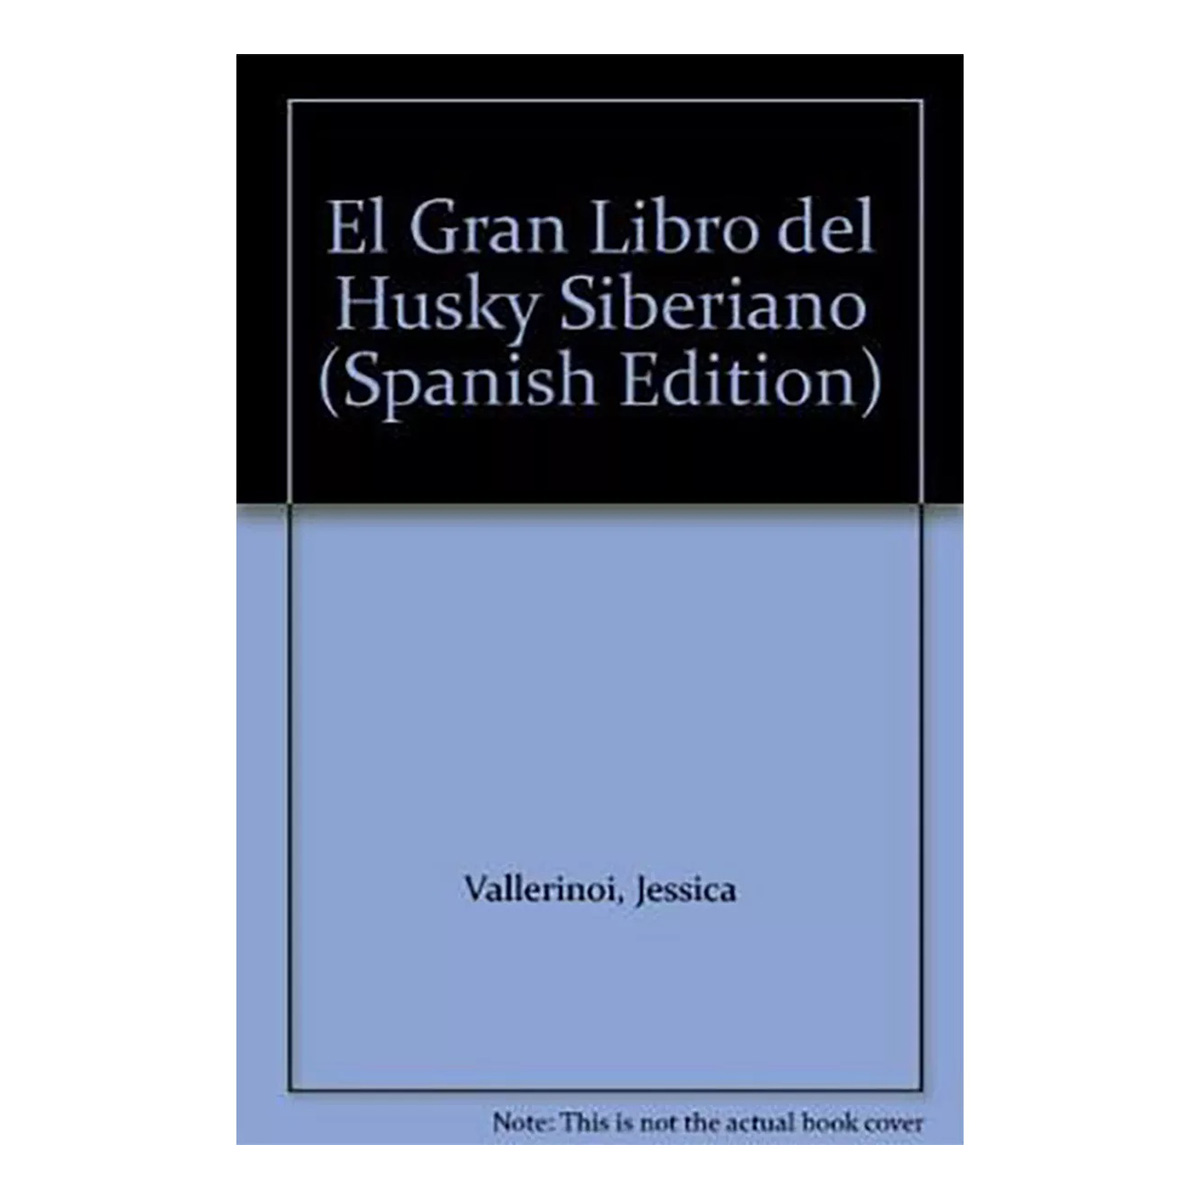 El Gran Libro del
Husky Siberiano
(Spanish Edition)
Vallerinoi, Jessica
Note: This is not the actual book cover